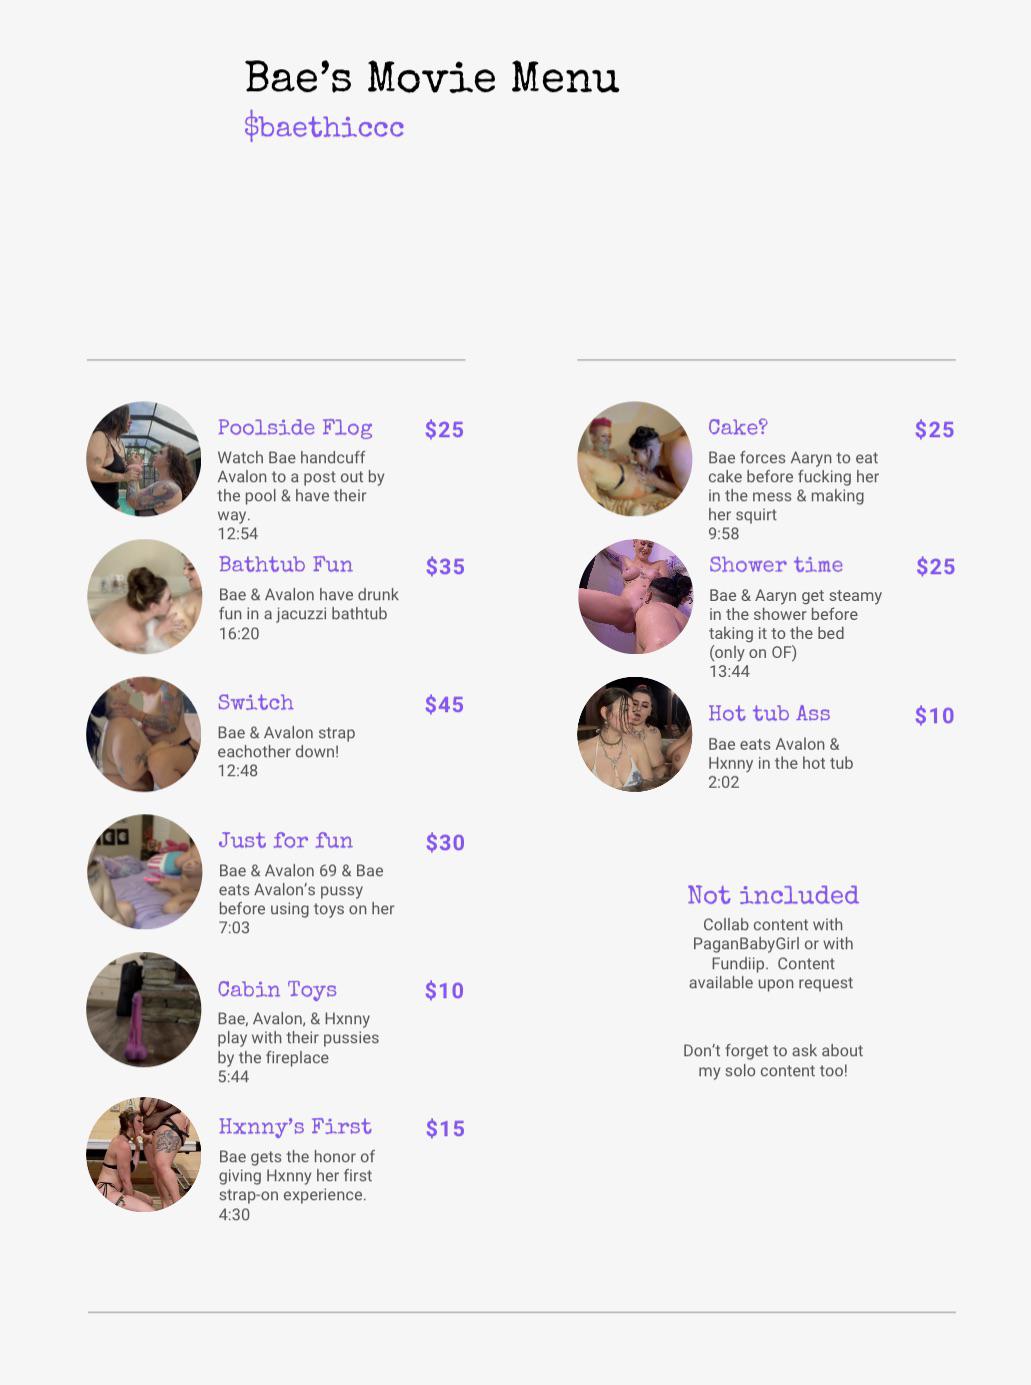 Bae’s Movie Menu
$baethiccc
Poolside Flog $25
Watch Bae handcuff
Avalon to a post out by
the pool & have their
way.
12:54
Bathtub Fun $35
Bae & Avalon have drunk
fun in a jacuzzi bathtub
16:20
Switch $45
Bae & Avalon strap
eachother down!
12:48
Just for fun $30
Bae & Avalon 69 & Bae
eats Avalon’s pussy
before using toys on her
7:03
Cabin Toys $10
Bae, Avalon, & Hxnny
play with their pussies
by the fireplace
5:44
Hxnny’s First $15
Bae gets the honor of
giving Hxnny her first
strap-on experience.
4:30
Cake? $25
Bae forces Aaryn to eat
cake before fucking her
in the mess & making
her squirt
9:58
Shower time $25
Bae & Aaryn get steamy
in the shower before
taking it to the bed
(only on OF)
13:44
Hot tub Ass $10
Bae eats Avalon &
Hxnny in the hot tub
2:02
Not included
Collab content with
PaganBabyGirl or with
Fundiip. Content
available upon request
Don’t forget to ask about
my solo content too!